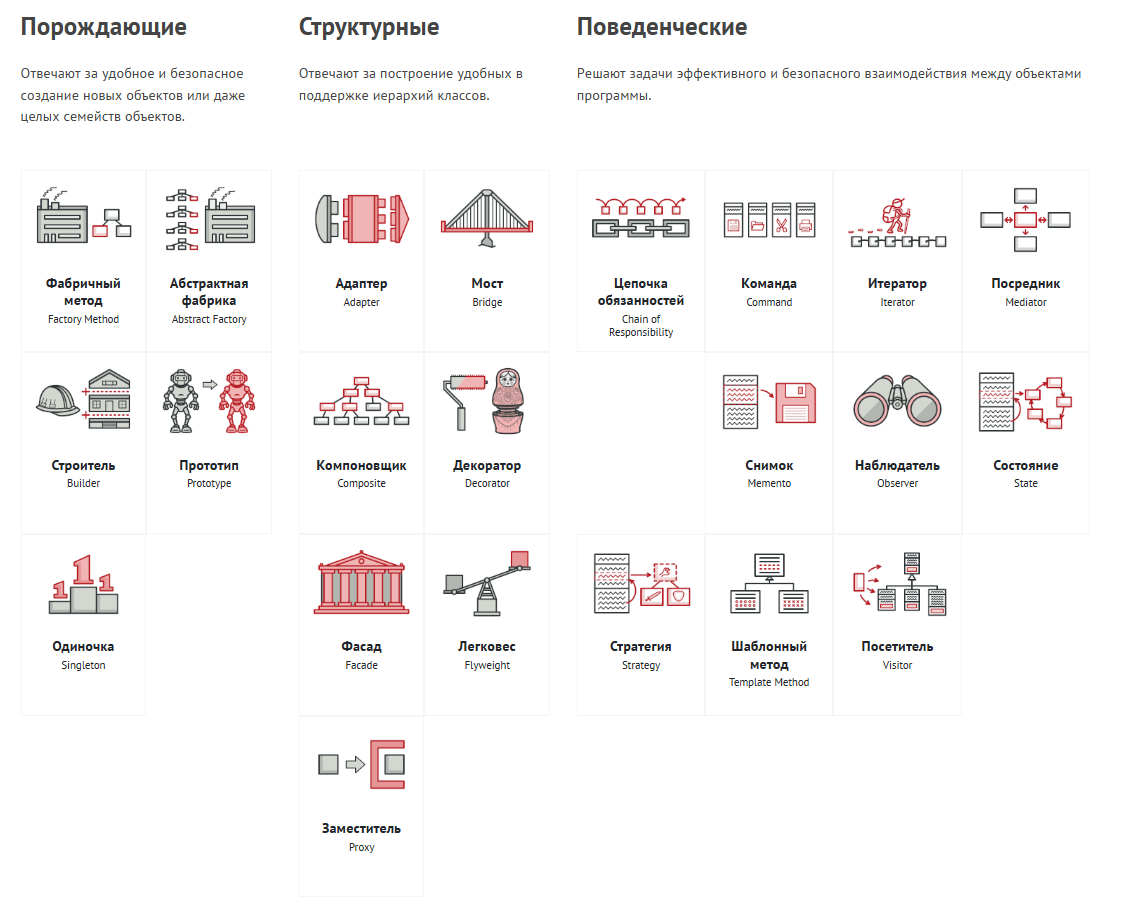 Порождающие
Отвечают за удобное и безопасное
создание новых объектов или даже
целых семейств объектов.
Фабричный
метод
Factory Method
Абстрактная
фабрика
Abstract Factory
Строитель
Builder
Прототип
Prototype
1
1
1
Одиночка
Singleton
Структурные
Отвечают за построение удобных в
поддержке иерархий классов.
Адаптер
Adapter
Мост
Bridge
Компоновщик
Composite
Декоратор
Decorator
Фасад
Facade
Легковес
Flyweight
Заместитель
Proxy
Поведенческие
Решают задачи эффективного и безопасного взаимодействия между объектами
программы.
Цепочка
обязанностей
Chain of
Responsibility
Команда
Command
Итератор
Iterator
Посредник
Mediator
Снимок
Memento
Наблюдатель
Observer
Состояние
State
Стратегия
Strategy
Шаблонный
метод
Template Method
Посетитель
Visitor